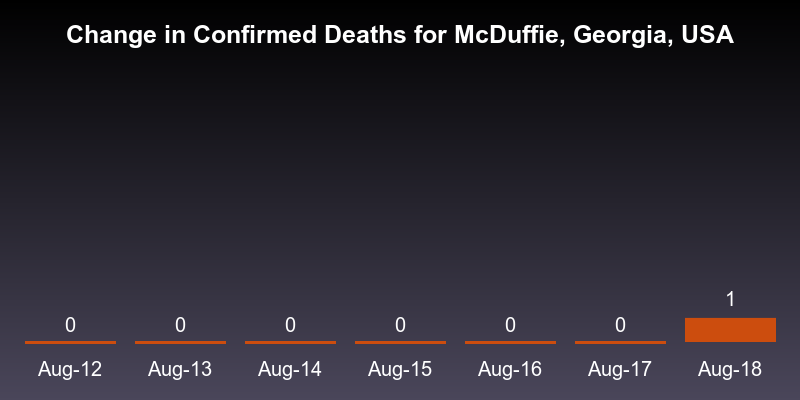 Change in Confirmed Deaths for McDuffie, Georgia, USA
0 0 0 0 0 0 1
Aug-12 Aug-13 Aug-14 Aug-15 Aug-16 Aug-17 Aug-18